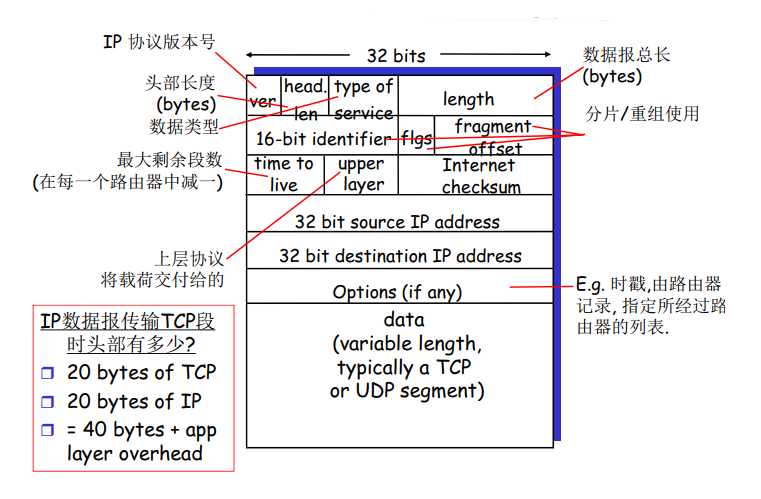 IP 协议版本号
32 bits
数据报总长
(bytes)
头部长度
(bytes)
数据类型
ver
head.
len
type of
service
length
分片/重组使用
16-bit identifier
flgs
fragment
offset
最大剩余段数
(在每一个路由器中减一)
time to
live
upper
layer
Internet
checksum
32 bit source IP address
上层协议
将载荷交付给的
32 bit destination IP address
Options (if any)
E.g. 时戳,由路由器
记录, 指定所经过路
由器的列表.
data
(variable length,
typically a TCP
or UDP segment)
IP数据报传输TCP段
时头部有多少?
❒ 20 bytes of TCP
❒ 20 bytes of IP
❒ = 40 bytes + app
layer overhead